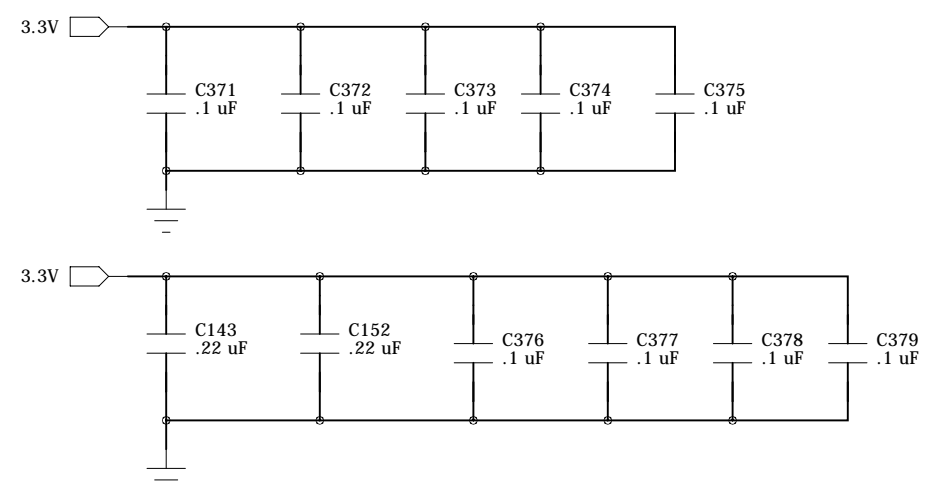 3.3V
C371
.1 uF
C372
.1 uF
C373
.1 uF
C374
.1 uF
C375
.1 uF
3.3V
C143
.22 uF
C152
.22 uF
C376
.1 uF
C377
.1 uF
C378
.1 uF
C379
.1 uF